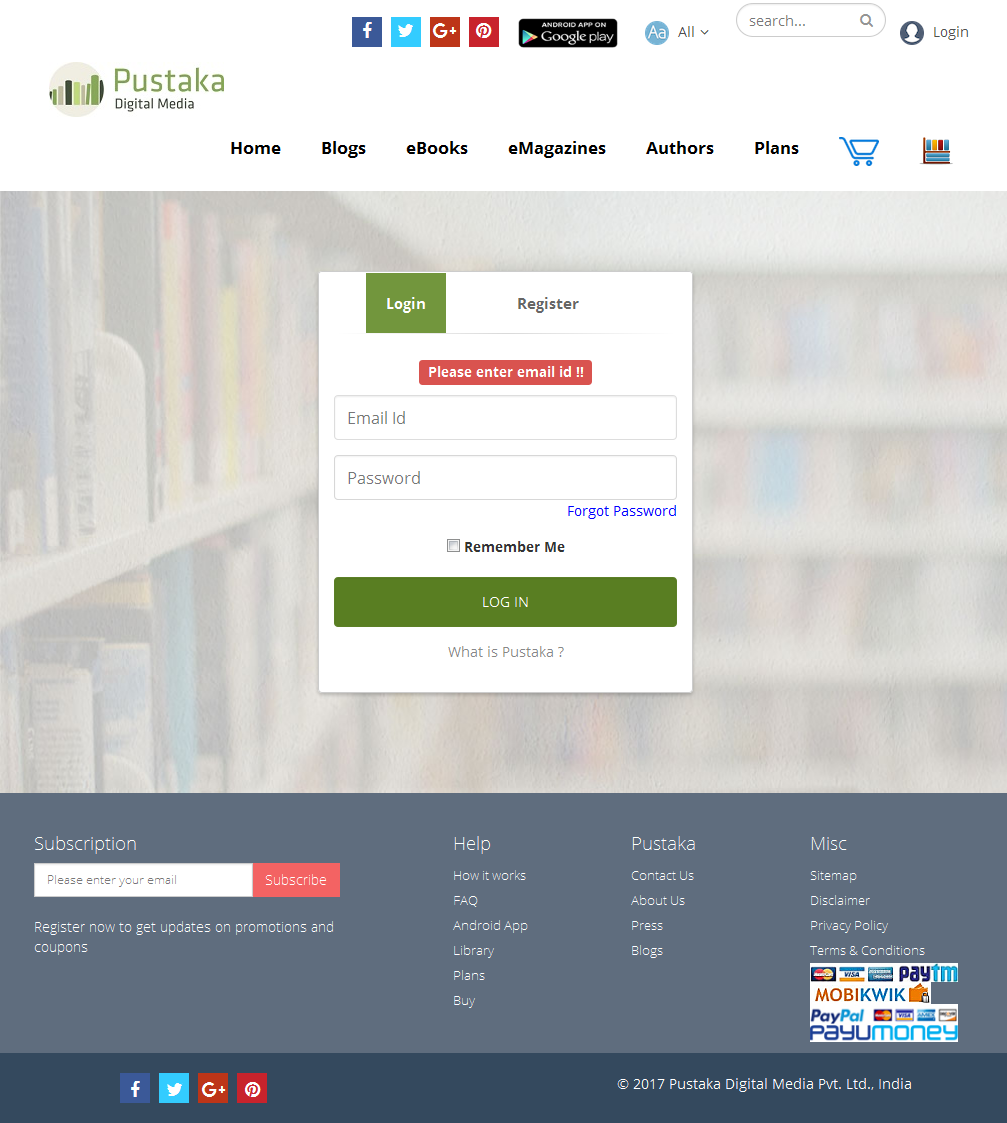 ANDROID APP ON
Google play
Aa
All
search...
Login
Pustaka
Digital Media
Home
Blogs
eBooks
eMagazines
Authors
Plans
Login
Register
Please enter email id !!
Email Id
Password
Forgot Password
Remember Me
LOG IN
What is Pustaka ?
Subscription
Please enter your email
Subscribe
Register now to get updates on promotions and
coupons
Help
How it works
FAQ
Android App
Library
Plans
Buy
Pustaka
Contact Us
About Us
Press
Blogs
Misc
Sitemap
Disclaimer
Privacy Policy
Terms & Conditions
VISA
paytm
MOBIKWIK
PayPal
VISA
payumoney
© 2017 Pustaka Digital Media Pvt. Ltd., India